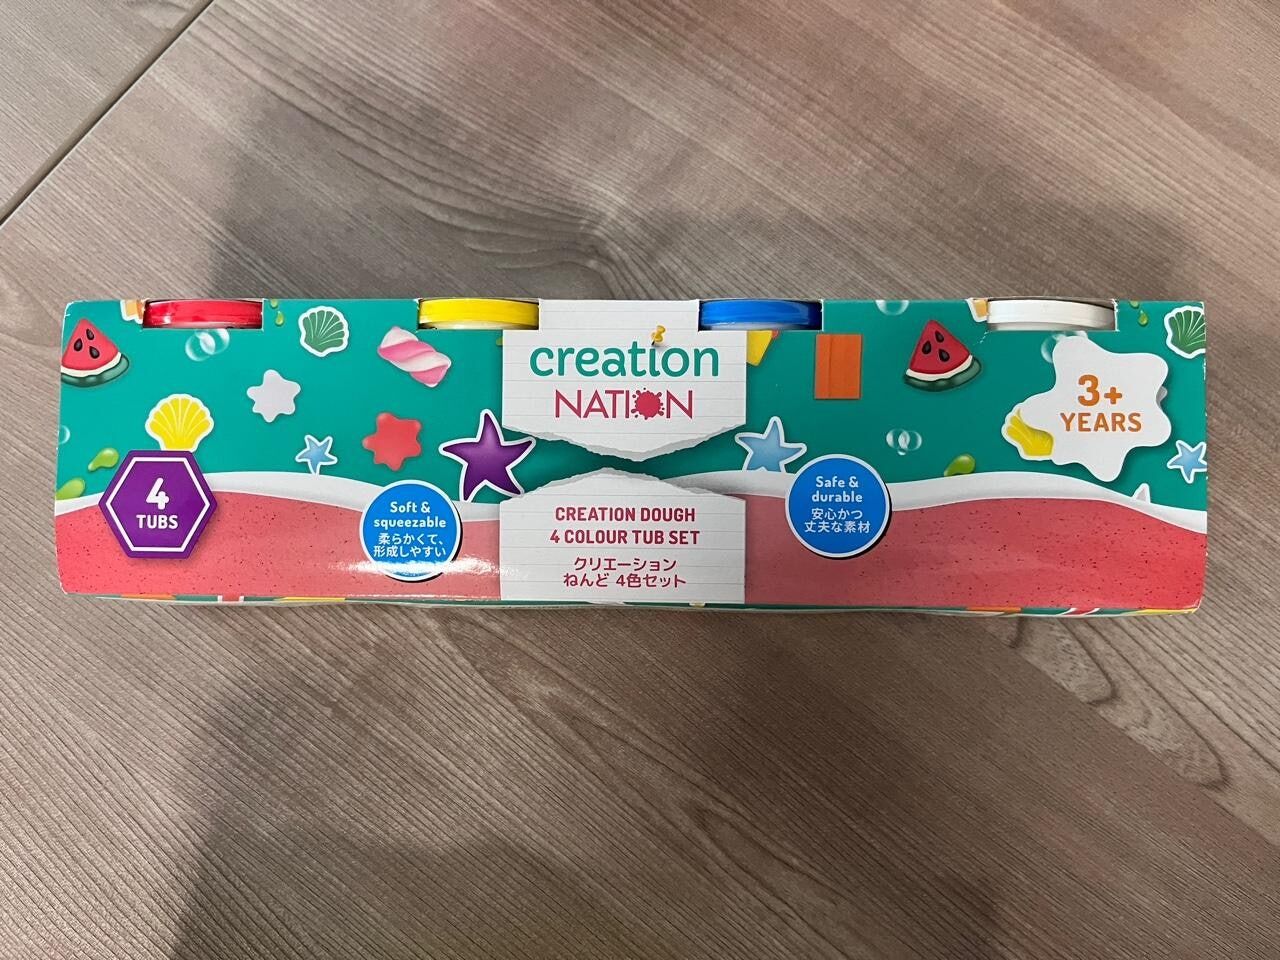 creation
NATION
3+
YEARS
4
TUBS
Soft &
squeezable
柔らかくて、
形成しやすい
CREATION DOUGH
4 COLOUR TUB SET
クリエーション
ねんど 4色セット
Safe &
durable
安心かつ
丈夫な素材